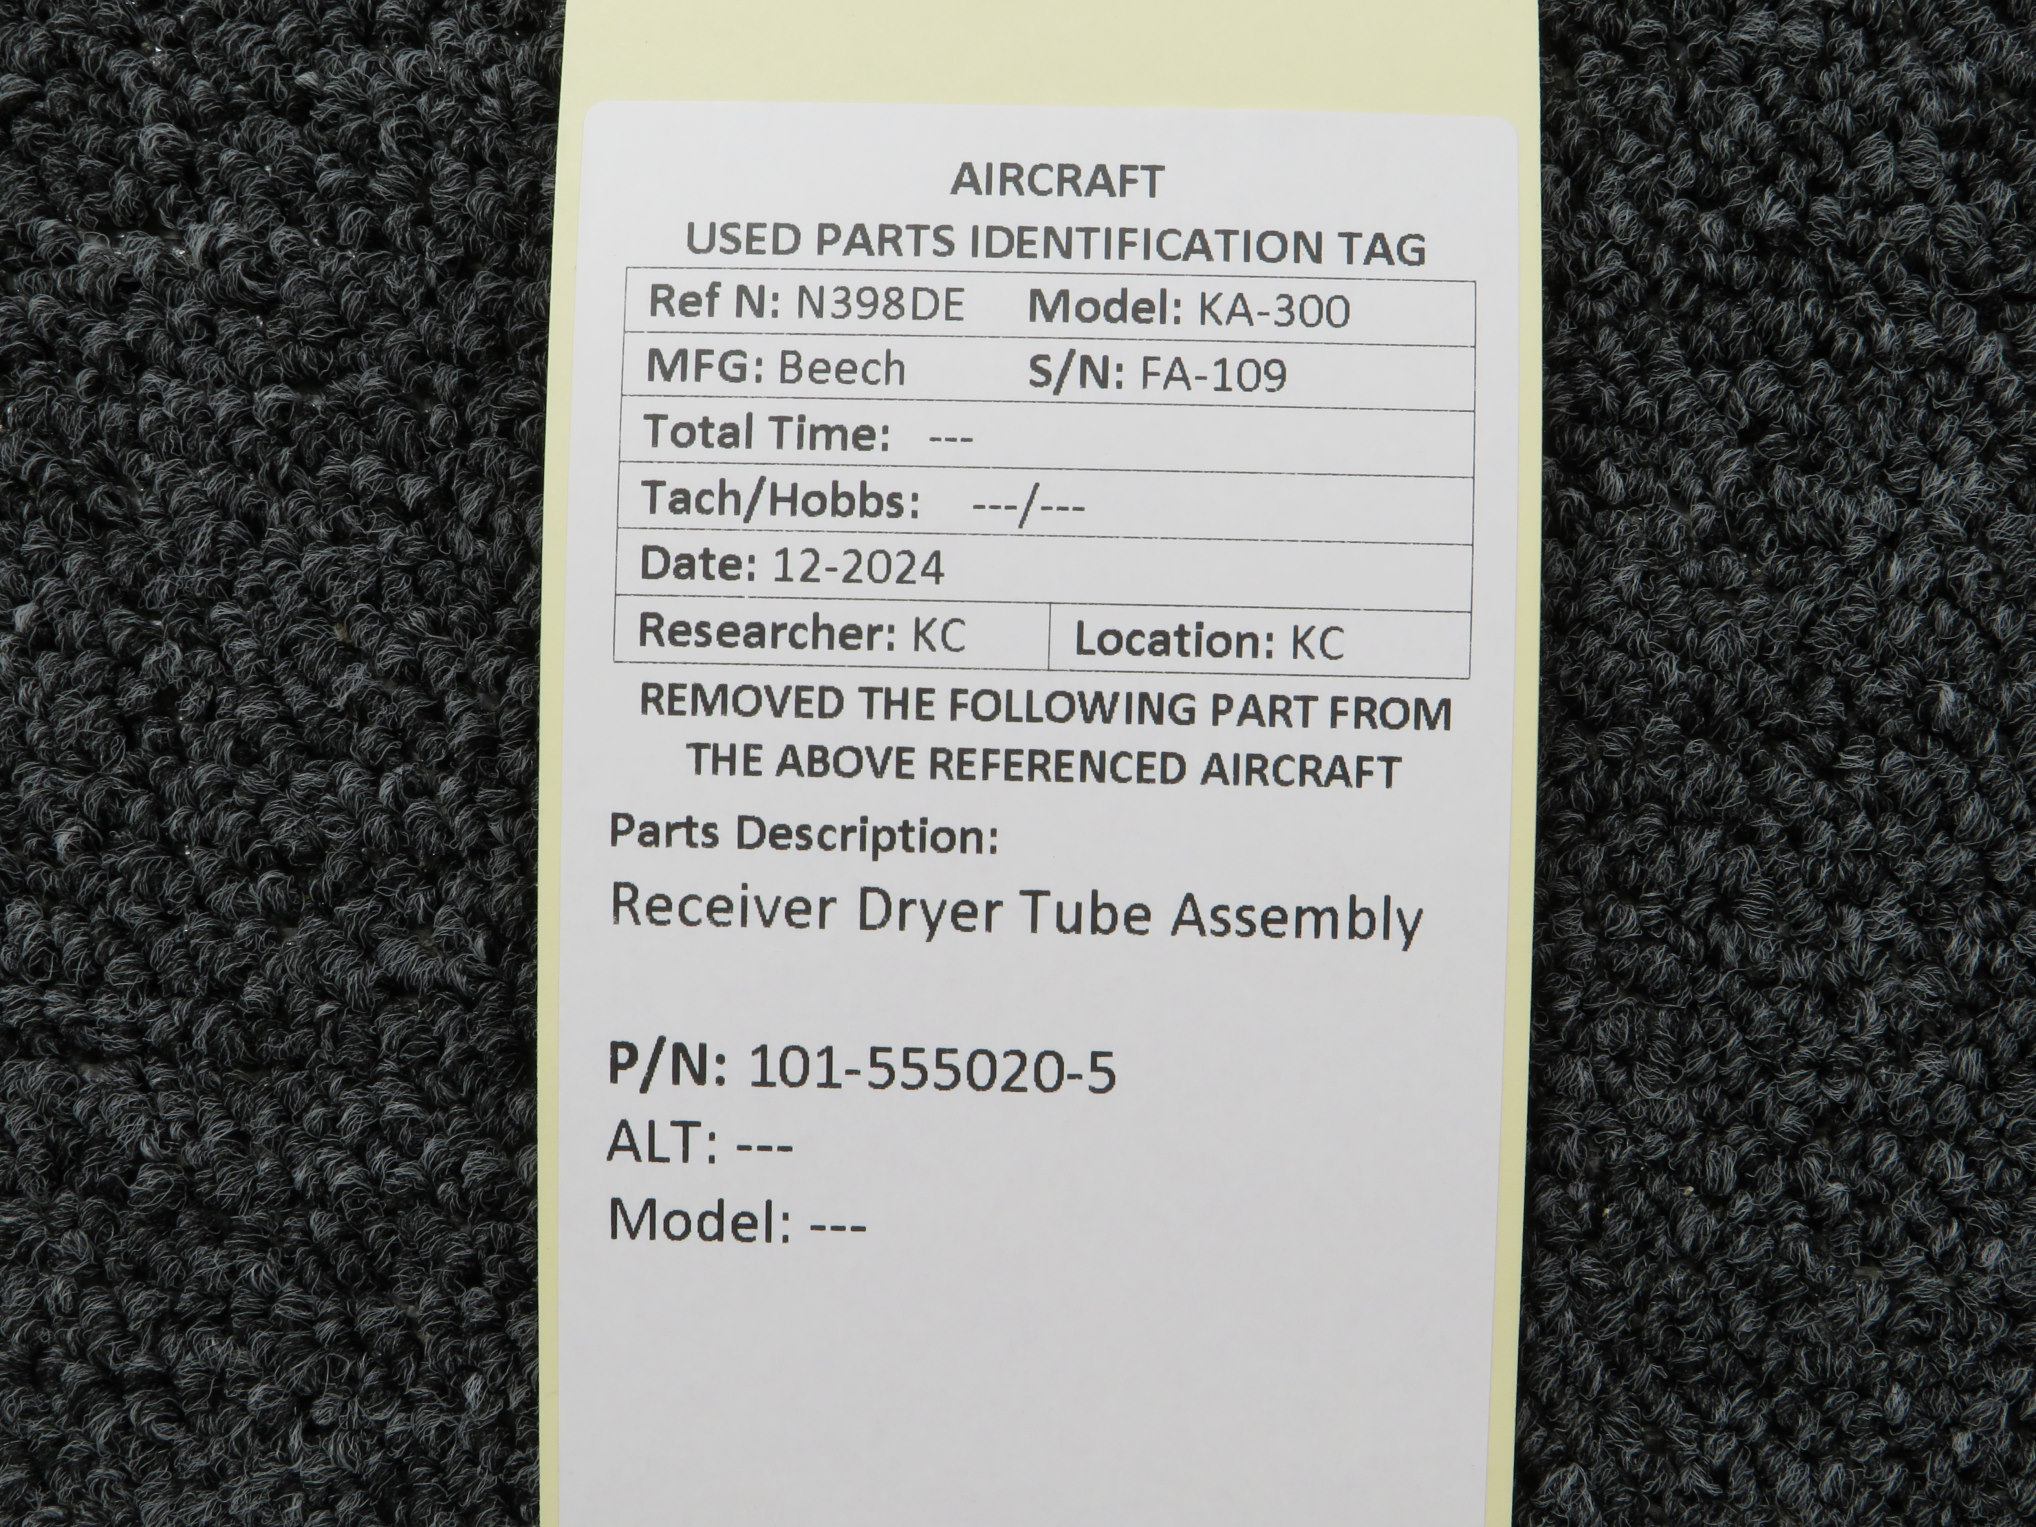 AIRCRAFT
USED PARTS IDENTIFICATION TAG
Ref N: N398DE Model: KA-300
MFG: Beech S/N: FA-109
Total Time: ---
Tach/Hobbs: ---/---
Date: 12-2024
Researcher: KC Location: KC
REMOVED THE FOLLOWING PART FROM
THE ABOVE REFERENCED AIRCRAFT
Parts Description:
Receiver Dryer Tube Assembly
P/N: 101-555020-5
ALT: ---
Model: ---